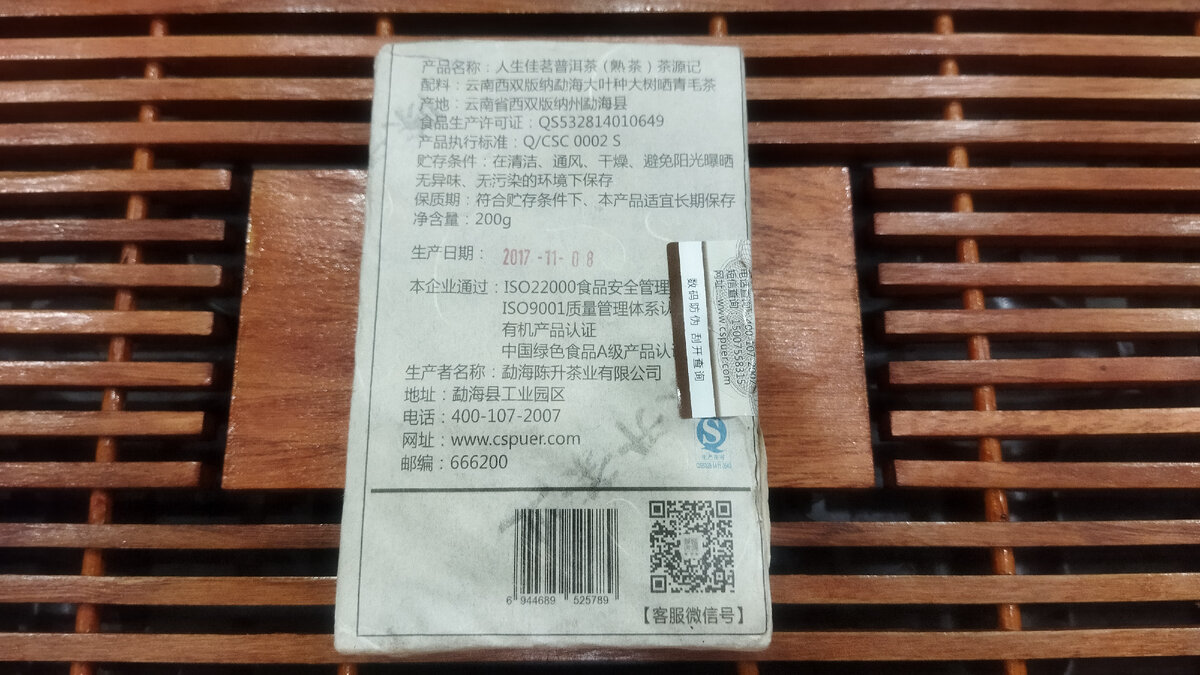 产品名称：人生佳茗普洱茶（熟茶）茶源记
配料：云南西双版纳勐海大叶种大树晒青毛茶
产地：云南省西双版纳州勐海县
食品生产许可证：QS532814010649
产品执行标准：Q/CSC 0002 S
贮存条件：在清洁、通风、干燥、避免阳光曝晒
无异味、无污染的环境下保存
保质期：符合贮存条件下、本产品适宜长期保存
净含量：200g
生产日期：2017-11-08
本企业通过：ISO22000食品安全管理
ISO9001质量管理体系认
有机产品认证
中国绿色食品A级产品认证
生产者名称：勐海陈升茶业有限公司
地址：勐海县工业园区
电话：400-107-2007
网址：www.cspuer.com
邮编：666200
数码防伪 刮开查询
短信查询：15007558315
网址：www.cspuer.com
6 944689 525789
【客服微信号】